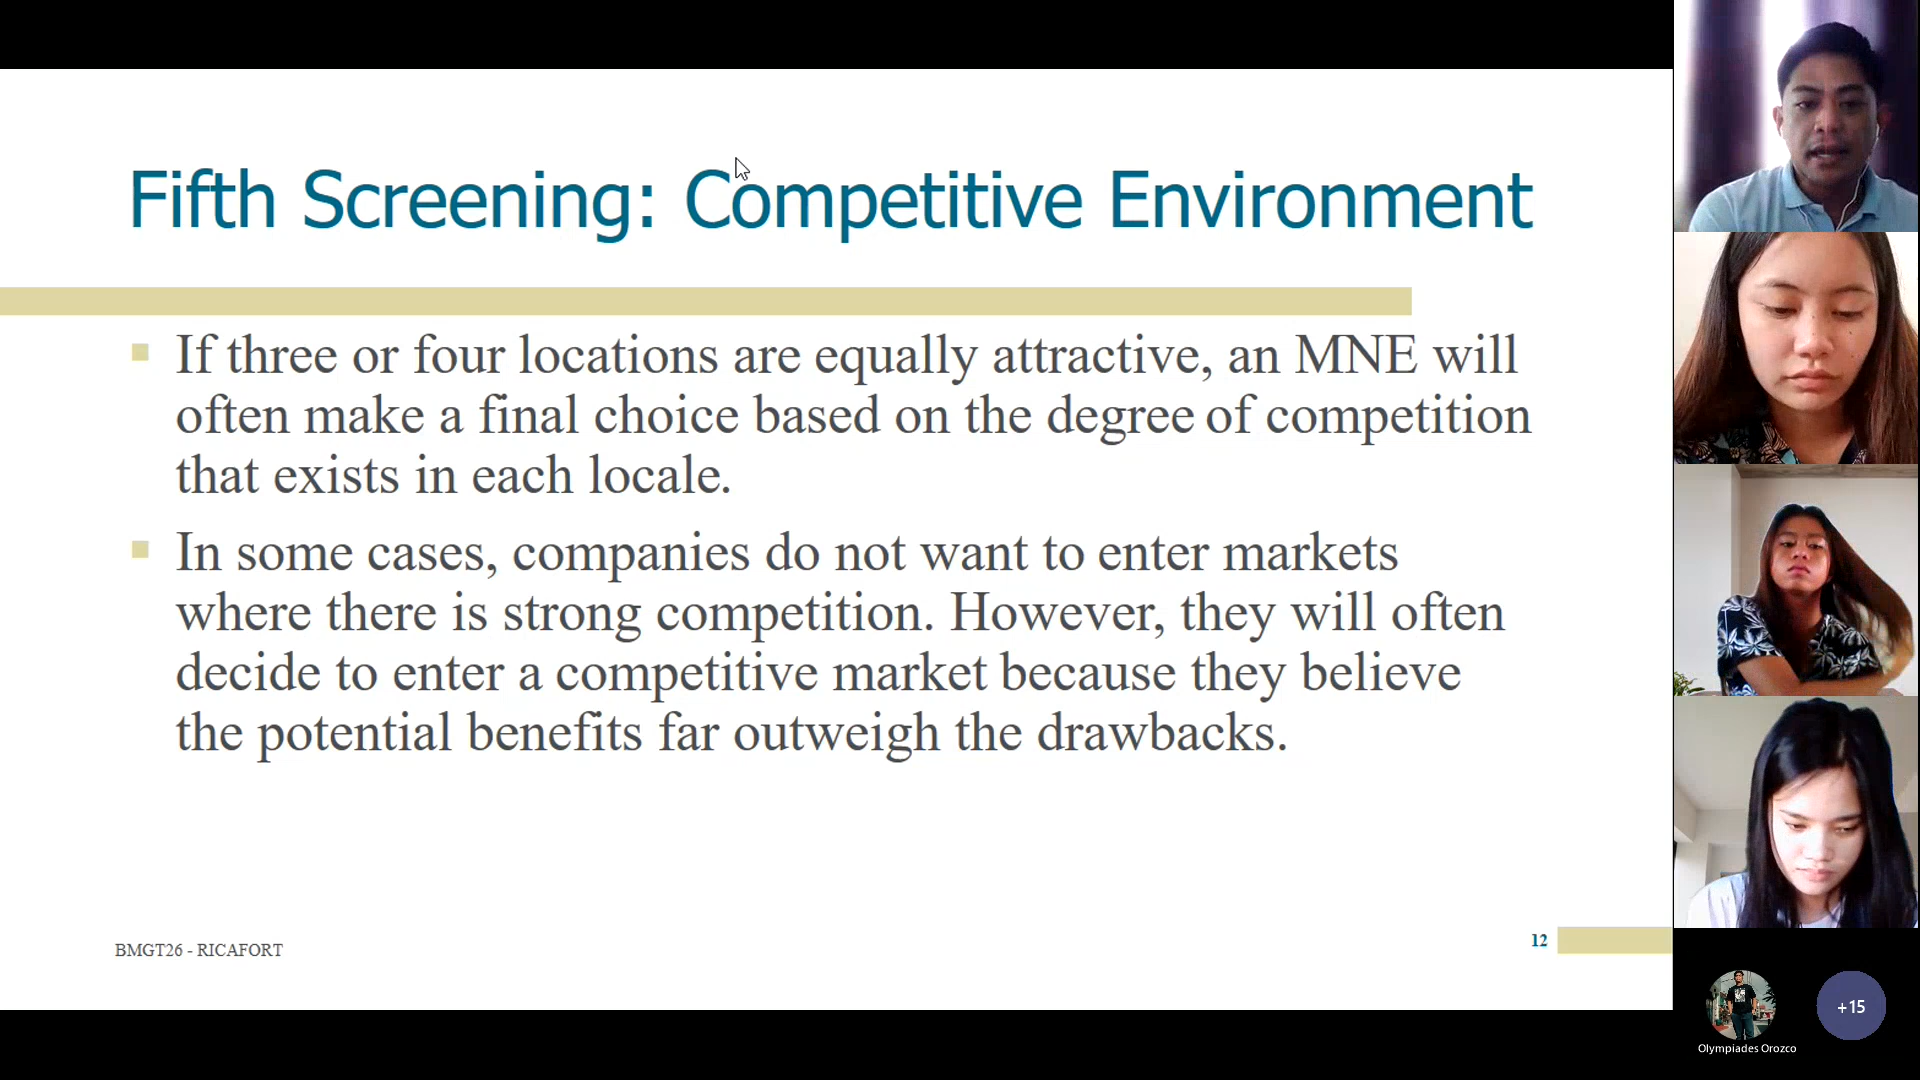 Fifth Screening: Competitive Environment
If three or four locations are equally attractive, an MNE will
often make a final choice based on the degree of competition
that exists in each locale.
In some cases, companies do not want to enter markets
where there is strong competition. However, they will often
decide to enter a competitive market because they believe
the potential benefits far outweigh the drawbacks.
BMGT26 - RICAFORT
12
+15
Olympiades Orozco